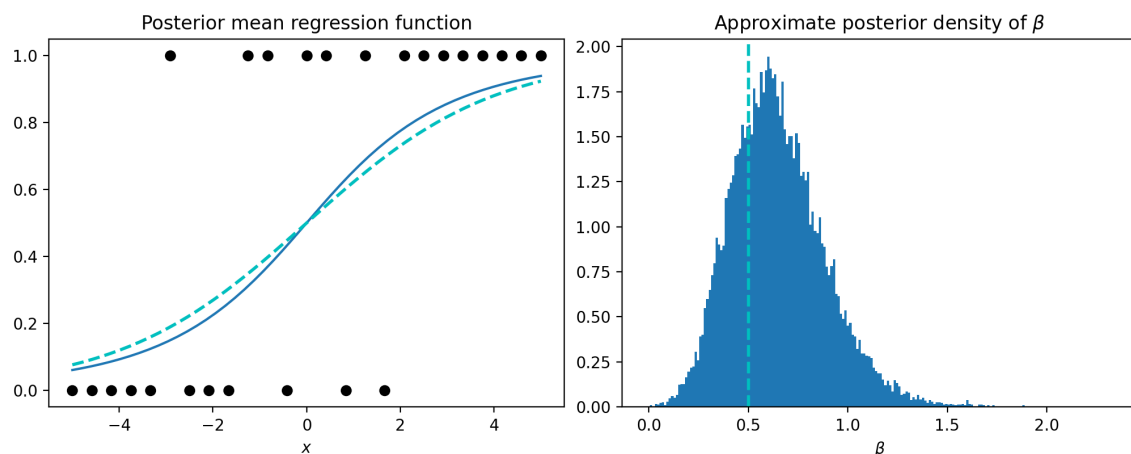 Posterior mean regression function
1.0
0.8
0.6
0.4
0.2
0.0
−4 −2 0 2 4
x
Approximate posterior density of β
2.00
1.75
1.50
1.25
1.00
0.75
0.50
0.25
0.00
0.0 0.5 1.0 1.5 2.0
β